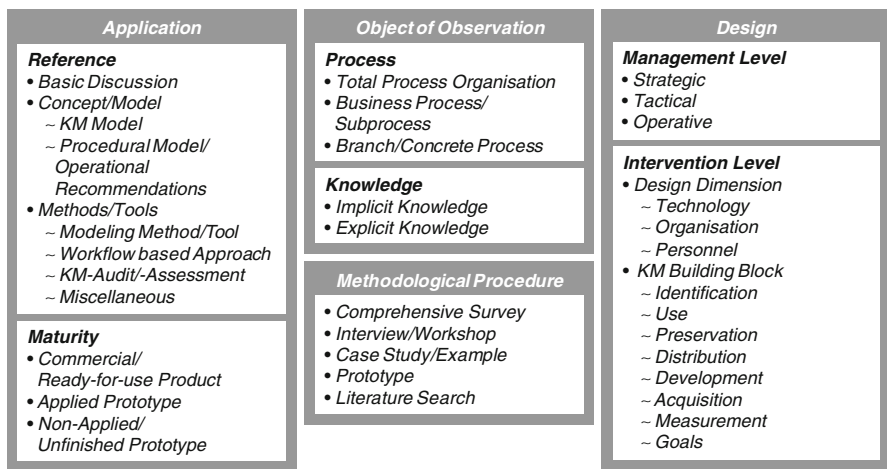 Application
Reference
• Basic Discussion
• Concept/Model
~ KM Model
~ Procedural Model/
Operational
Recommendations
• Methods/Tools
~ Modeling Method/Tool
~ Workflow based Approach
~ KM-Audit/-Assessment
~ Miscellaneous
Maturity
• Commercial/
Ready-for-use Product
• Applied Prototype
• Non-Applied/
Unfinished Prototype
Object of Observation
Process
• Total Process Organisation
• Business Process/
Subprocess
• Branch/Concrete Process
Knowledge
• Implicit Knowledge
• Explicit Knowledge
Methodological Procedure
• Comprehensive Survey
• Interview/Workshop
• Case Study/Example
• Prototype
• Literature Search
Design
Management Level
• Strategic
• Tactical
• Operative
Intervention Level
• Design Dimension
~ Technology
~ Organisation
~ Personnel
• KM Building Block
~ Identification
~ Use
~ Preservation
~ Distribution
~ Development
~ Acquisition
~ Measurement
~ Goals